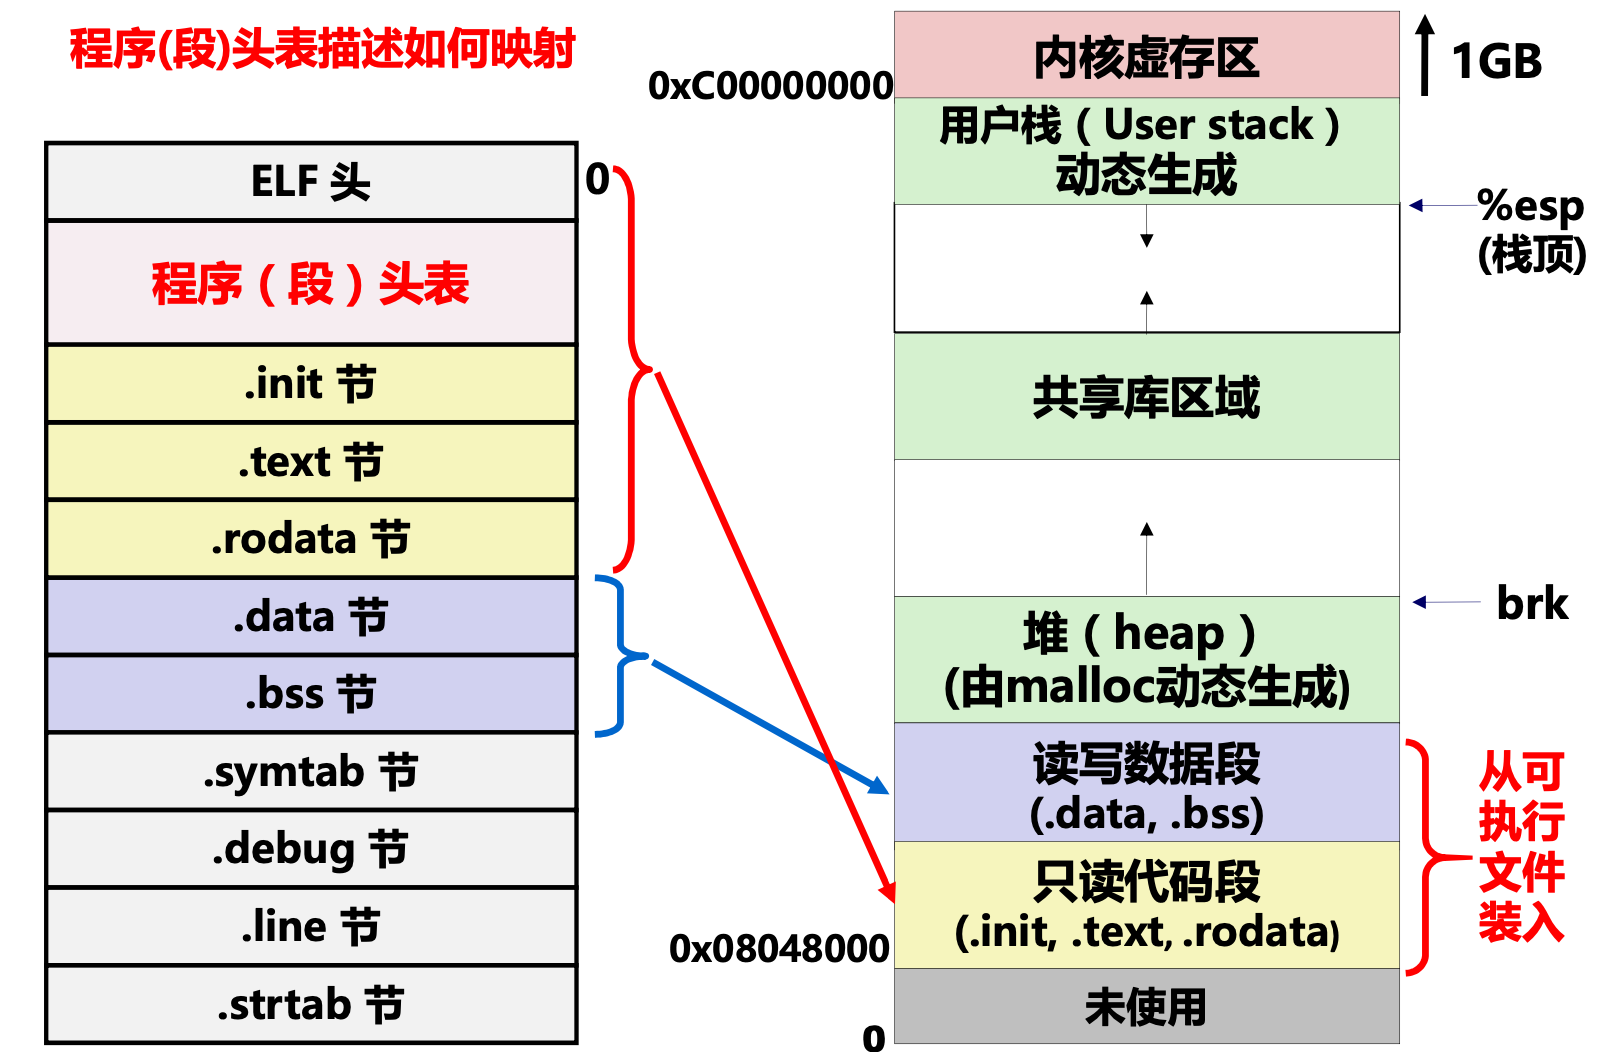 程序(段)头表描述如何映射
ELF 头
0
程序（段）头表
.init 节
.text 节
.rodata 节
.data 节
.bss 节
.symtab 节
.debug 节
.line 节
.strtab 节
0xC00000000
内核虚存区
1GB
用户栈（User stack）
动态生成
%esp
(栈顶)
共享库区域
brk
堆（heap）
(由malloc动态生成)
读写数据段
(.data, .bss)
只读代码段
(.init, .text, .rodata)
0x08048000
未使用
0
从可
执行
文件
装入